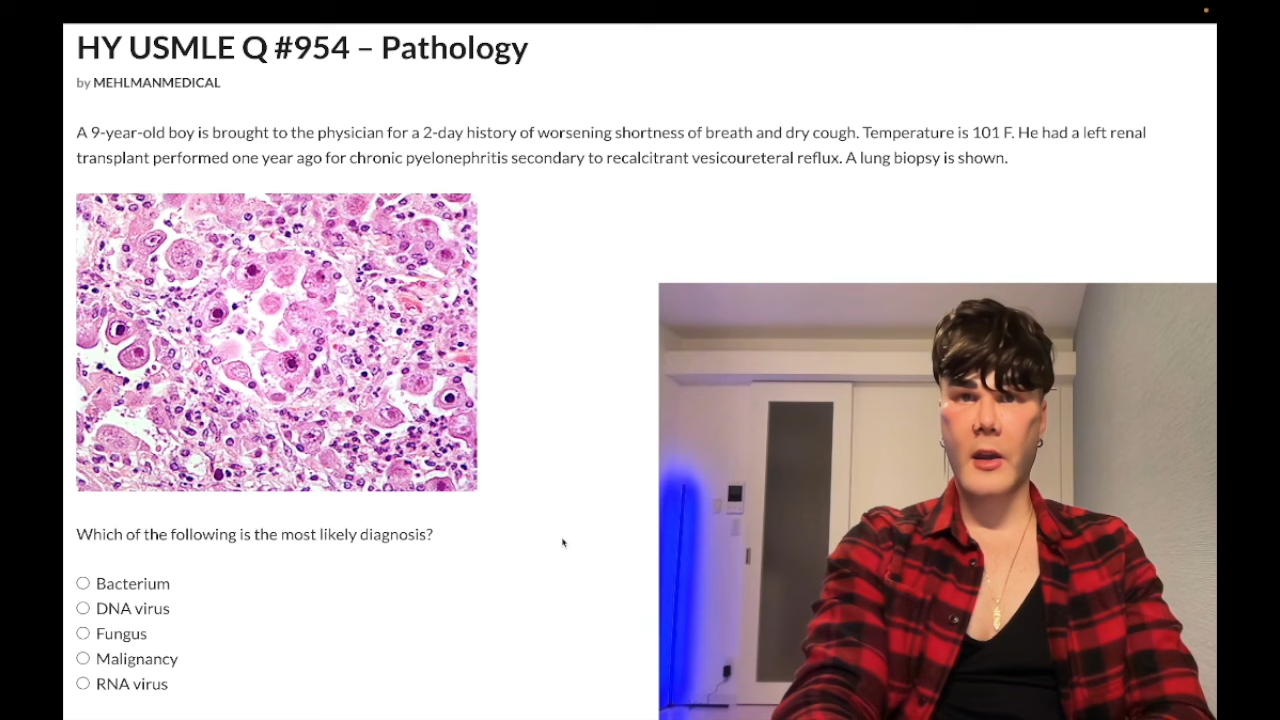 HY USMLE Q #954 – Pathology
by MEHLMANMEDICAL
A 9-year-old boy is brought to the physician for a 2-day history of worsening shortness of breath and dry cough. Temperature is 101 F. He had a left renal
transplant performed one year ago for chronic pyelonephritis secondary to recalcitrant vesicoureteral reflux. A lung biopsy is shown.
Which of the following is the most likely diagnosis?
Bacterium
DNA virus
Fungus
Malignancy
RNA virus